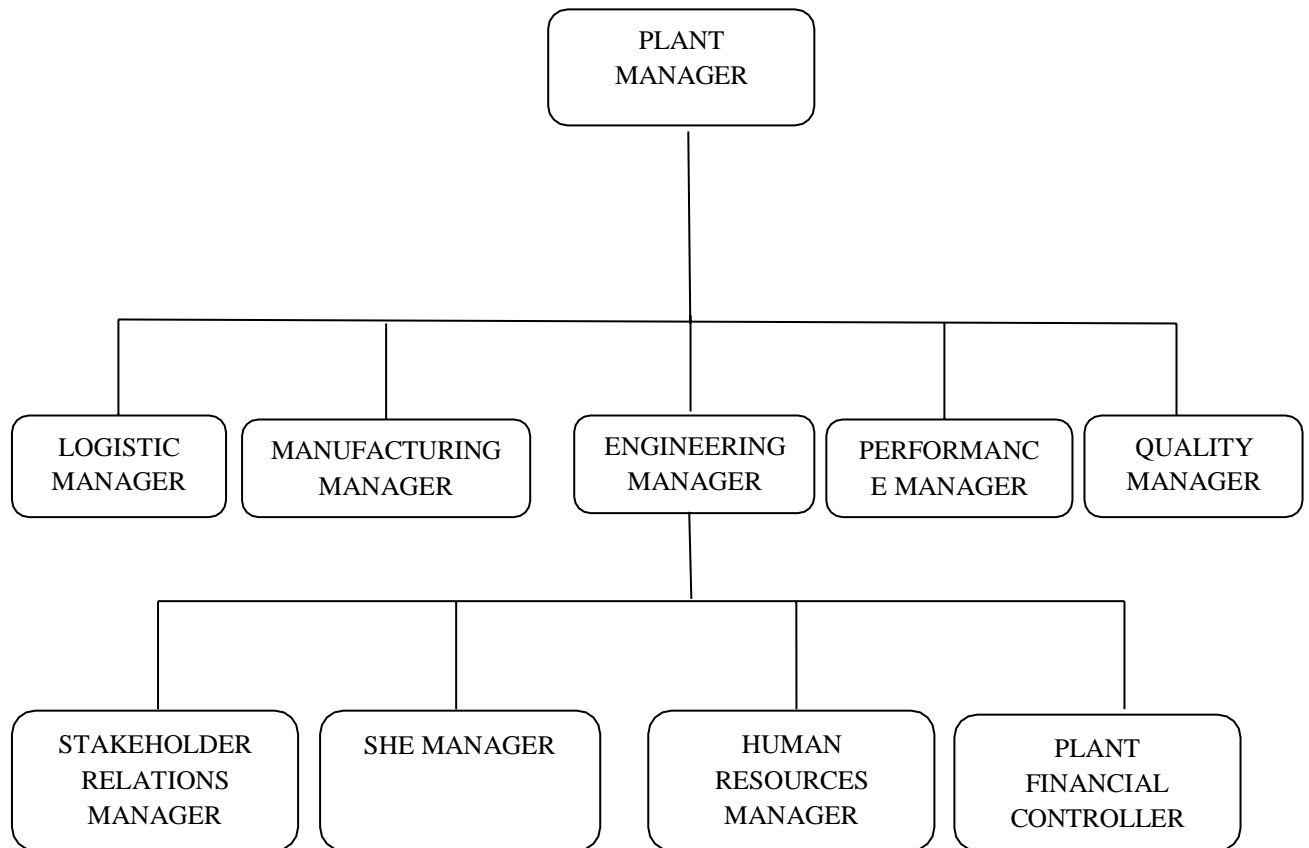 PLANT
MANAGER
LOGISTIC
MANAGER
MANUFACTURING
MANAGER
ENGINEERING
MANAGER
PERFORMANC
E MANAGER
QUALITY
MANAGER
STAKEHOLDER
RELATIONS
MANAGER
SHE MANAGER
HUMAN
RESOURCES
MANAGER
PLANT
FINANCIAL
CONTROLLER